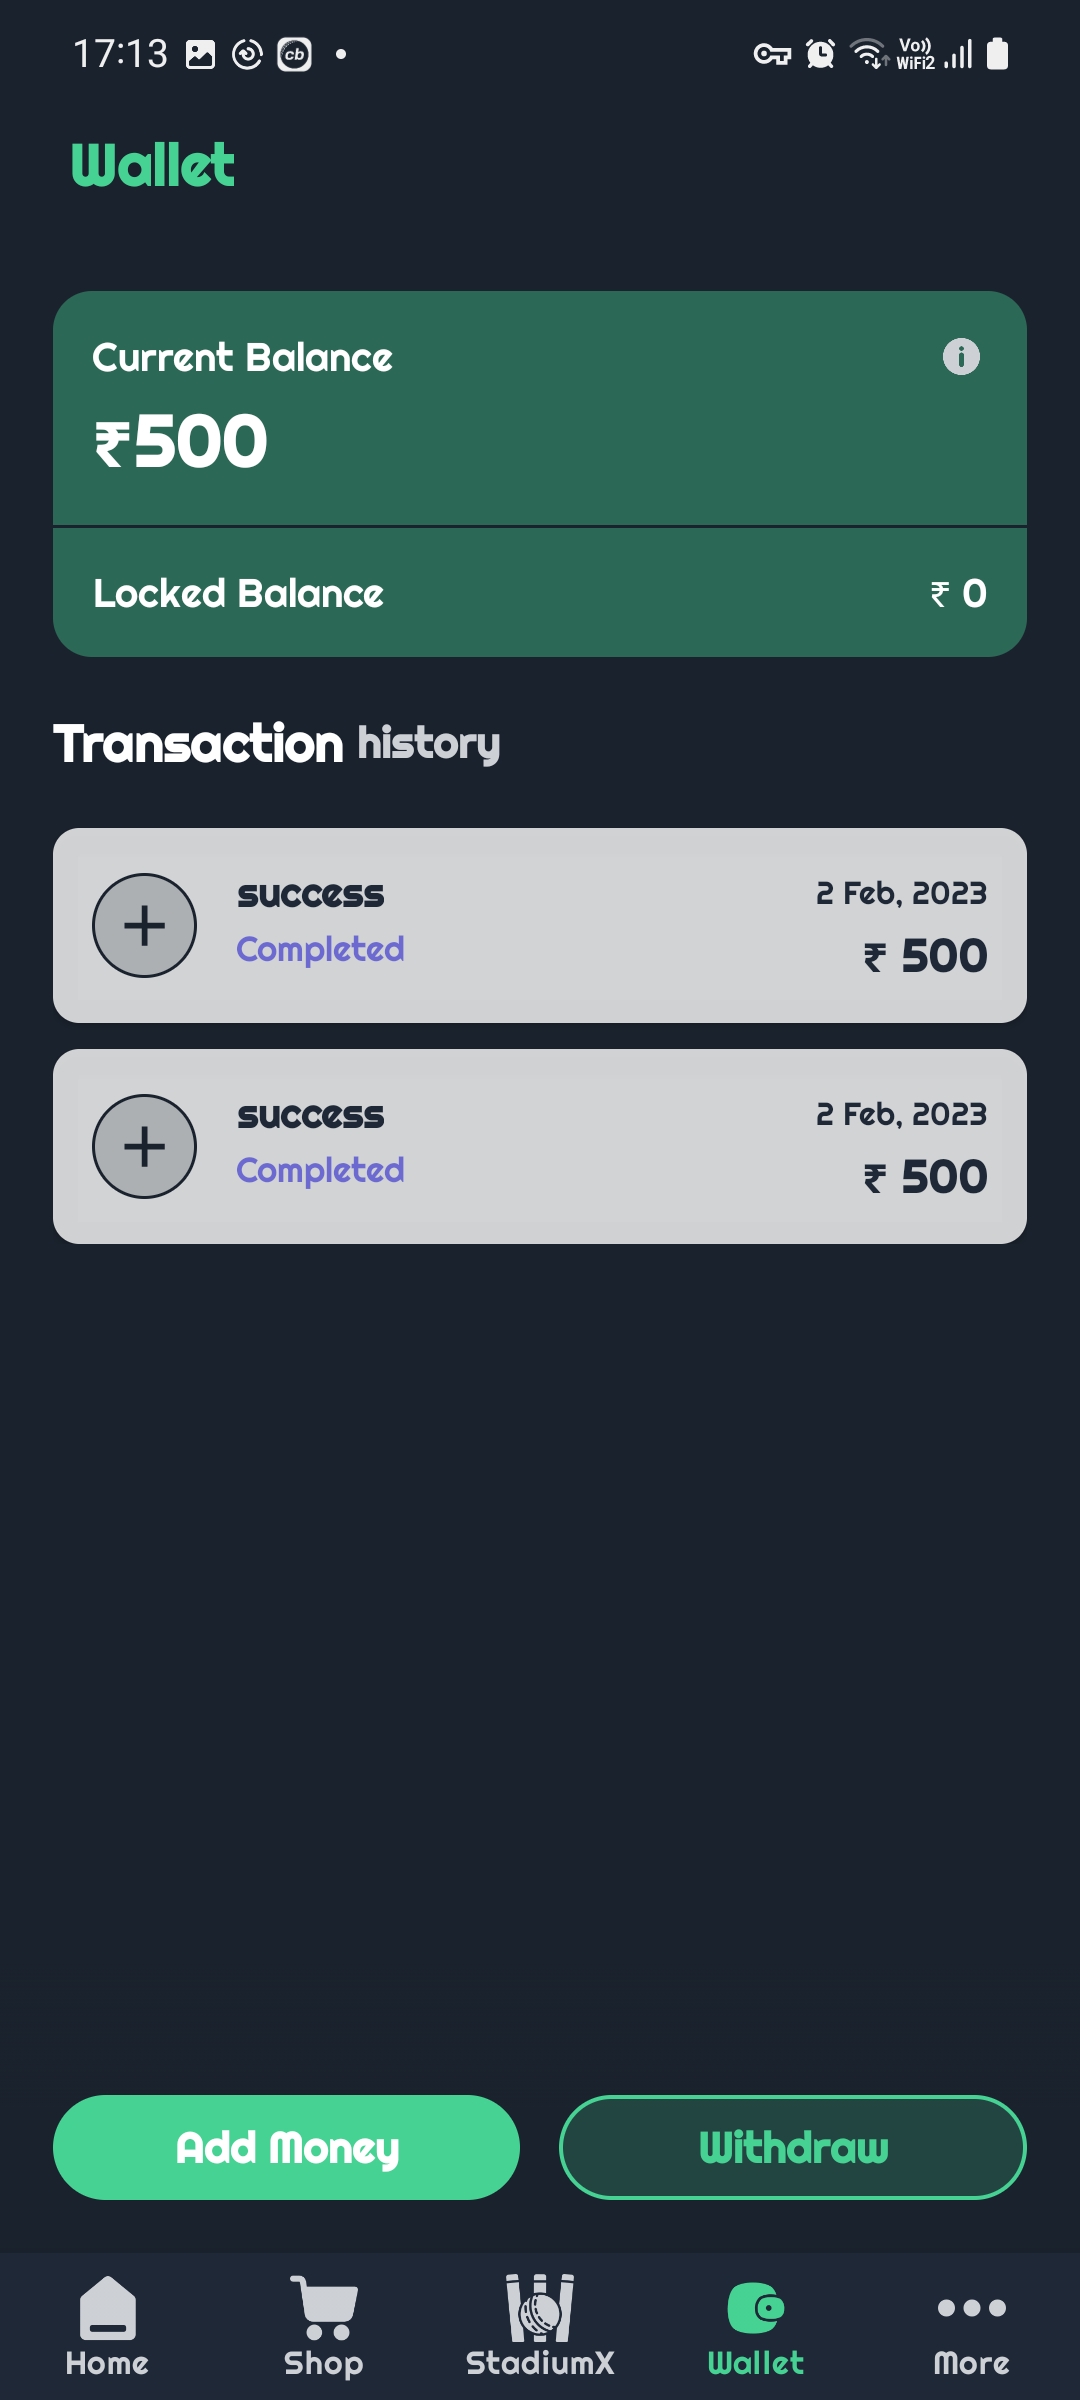 17:13
cb
Vo))
WiFi2
Wallet
Current Balance
₹500
Locked Balance
₹ 0
Transaction history
success
2 Feb, 2023
Completed
₹ 500
success
2 Feb, 2023
Completed
₹ 500
Add Money
Withdraw
Home
Shop
StadiumX
Wallet
More